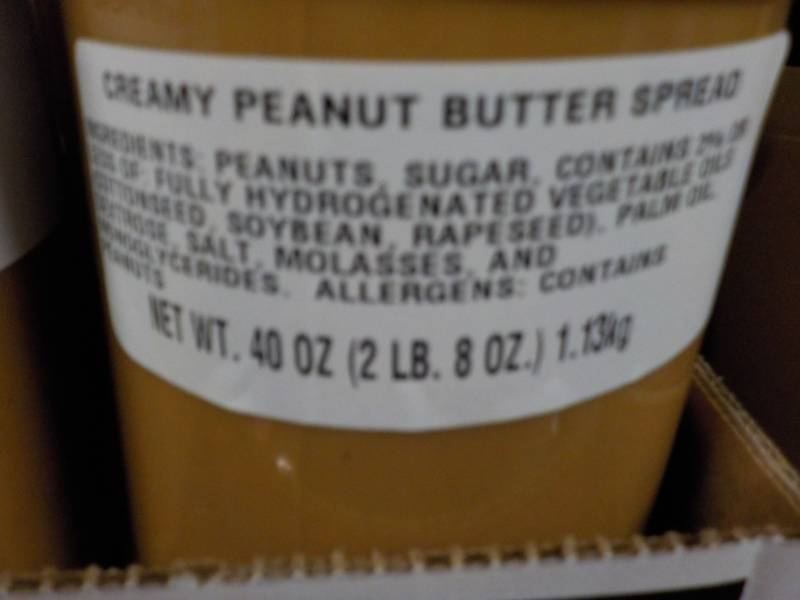 CREAMY PEANUT BUTTER SPREAD
INGREDIENTS: PEANUTS, SUGAR, CONTAINS 2% OR
LESS OF FULLY HYDROGENATED VEGETABLE OILS
(COTTONSEED, SOYBEAN, RAPESEED), PALM OIL,
DEXTROSE, SALT, MOLASSES, AND
MONOGLYCERIDES. ALLERGENS: CONTAINS
PEANUTS
NET WT. 40 OZ (2 LB. 8 OZ.) 1.13kg